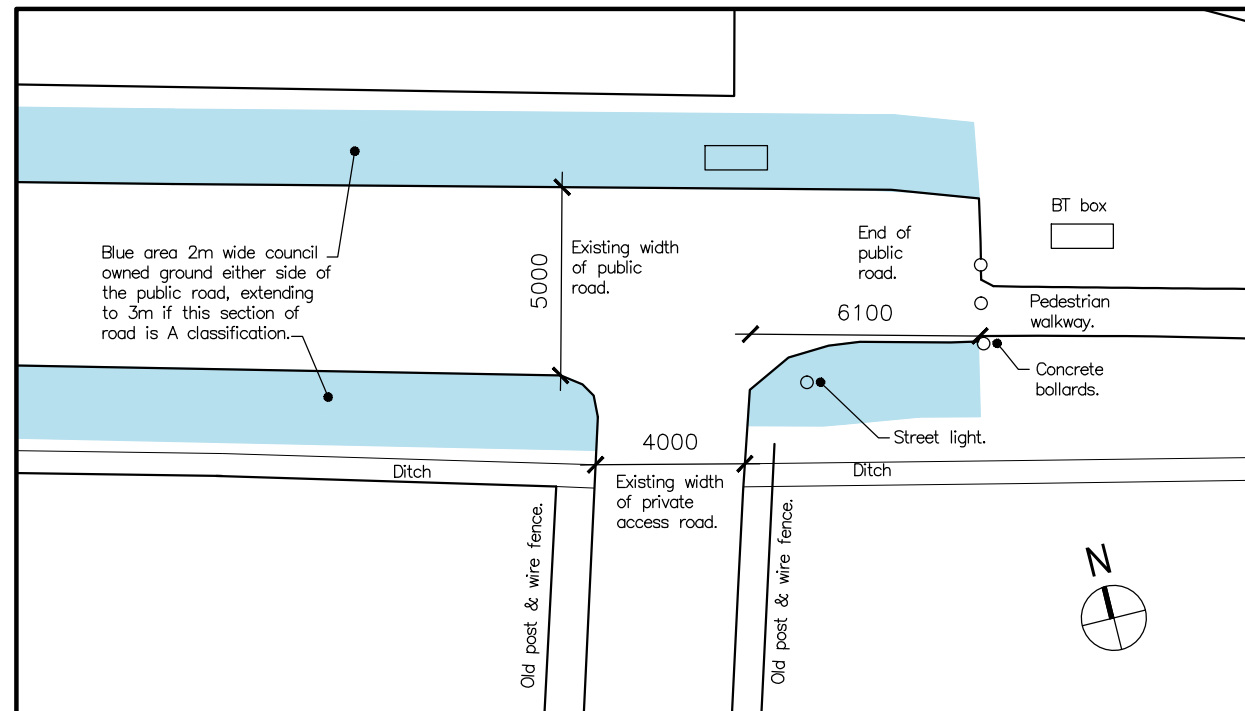 Blue area 2m wide council
owned ground either side of
the public road, extending
to 3m if this section of
road is A classification.
5000
Existing width
of public
road.
End of
public
road.
6100
BT box
Pedestrian
walkway.
Concrete
bollards.
Street light.
4000
Ditch
Existing width
of private
access road.
Ditch
Old post & wire fence.
Old post & wire fence.
N